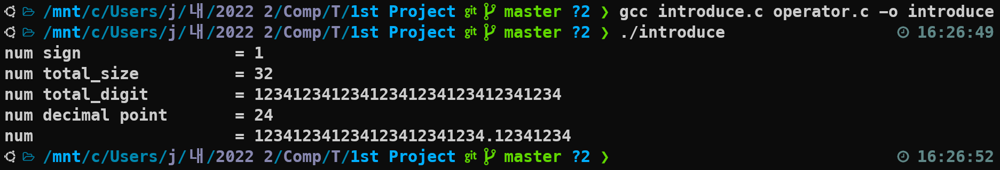 /mnt/c/Users/j/내/2022 2/Comp/T/1st Project git master ?2 ❯ gcc introduce.c operator.c -o introduce
/mnt/c/Users/j/내/2022 2/Comp/T/1st Project git master ?2 ❯ ./introduce 16:26:49
num sign = 1
num total_size = 32
num total_digit = 12341234123412341234123412341234
num decimal point = 24
num = 123412341234123412341234.12341234
/mnt/c/Users/j/내/2022 2/Comp/T/1st Project git master ?2 ❯ 16:26:52